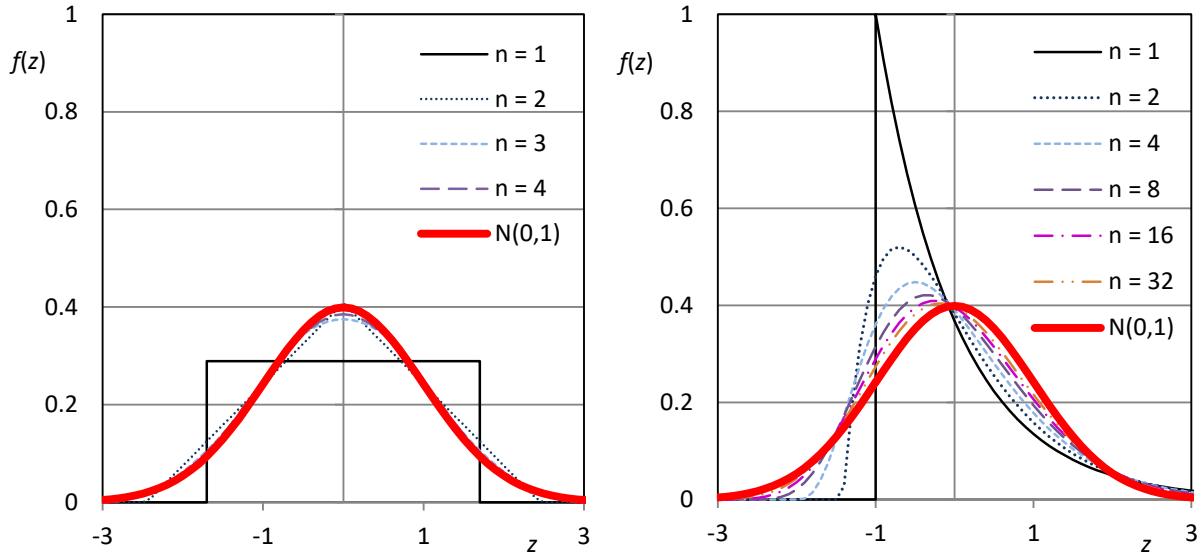 1
f(z)
0.8
0.6
0.4
0.2
0
-3
-1
1
z
3
n = 1
n = 2
n = 3
n = 4
N(0,1)
1
f(z)
0.8
0.6
0.4
0.2
0
-3
-1
1
z
3
n = 1
n = 2
n = 4
n = 8
n = 16
n = 32
N(0,1)